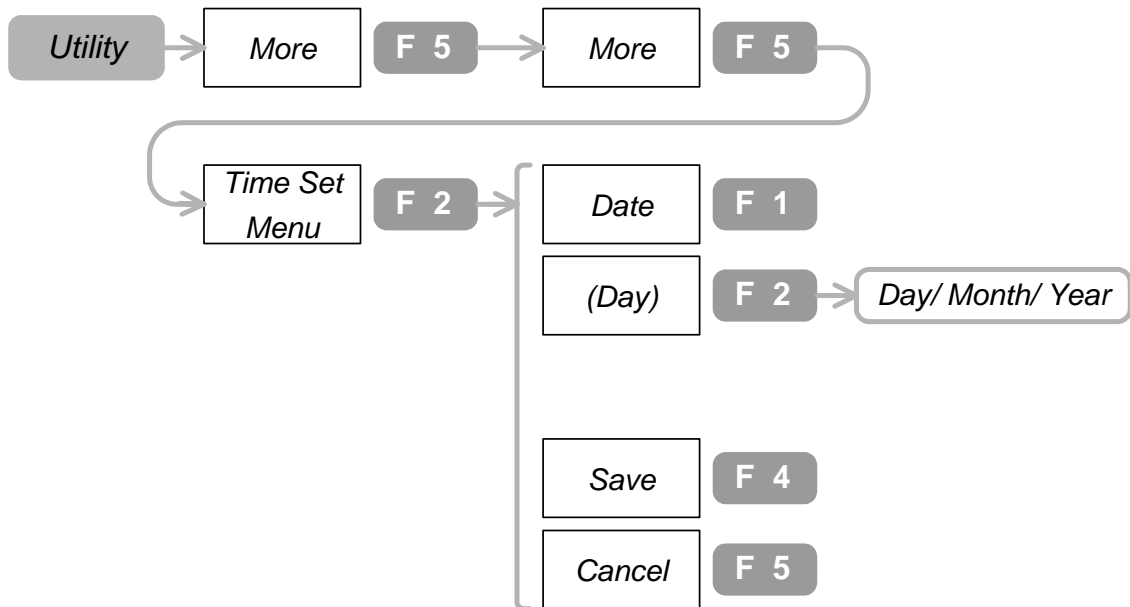 Utility More F 5 More F 5
Time Set
Menu
F 2
Date F 1
(Day) F 2 Day/ Month/ Year
Save F 4
Cancel F 5